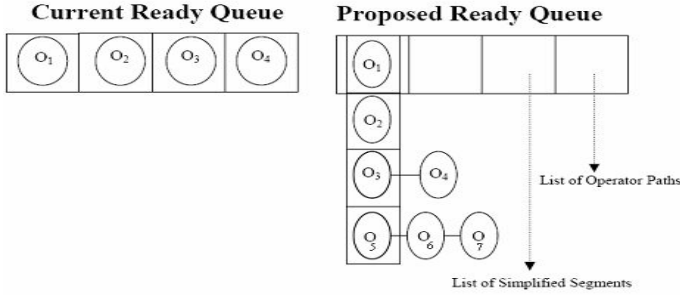 Current Ready Queue
Proposed Ready Queue
O1 O2 O3 O4
O1
O2
O3 O4
List of Operator Paths
O5 O6 O7
List of Simplified Segments